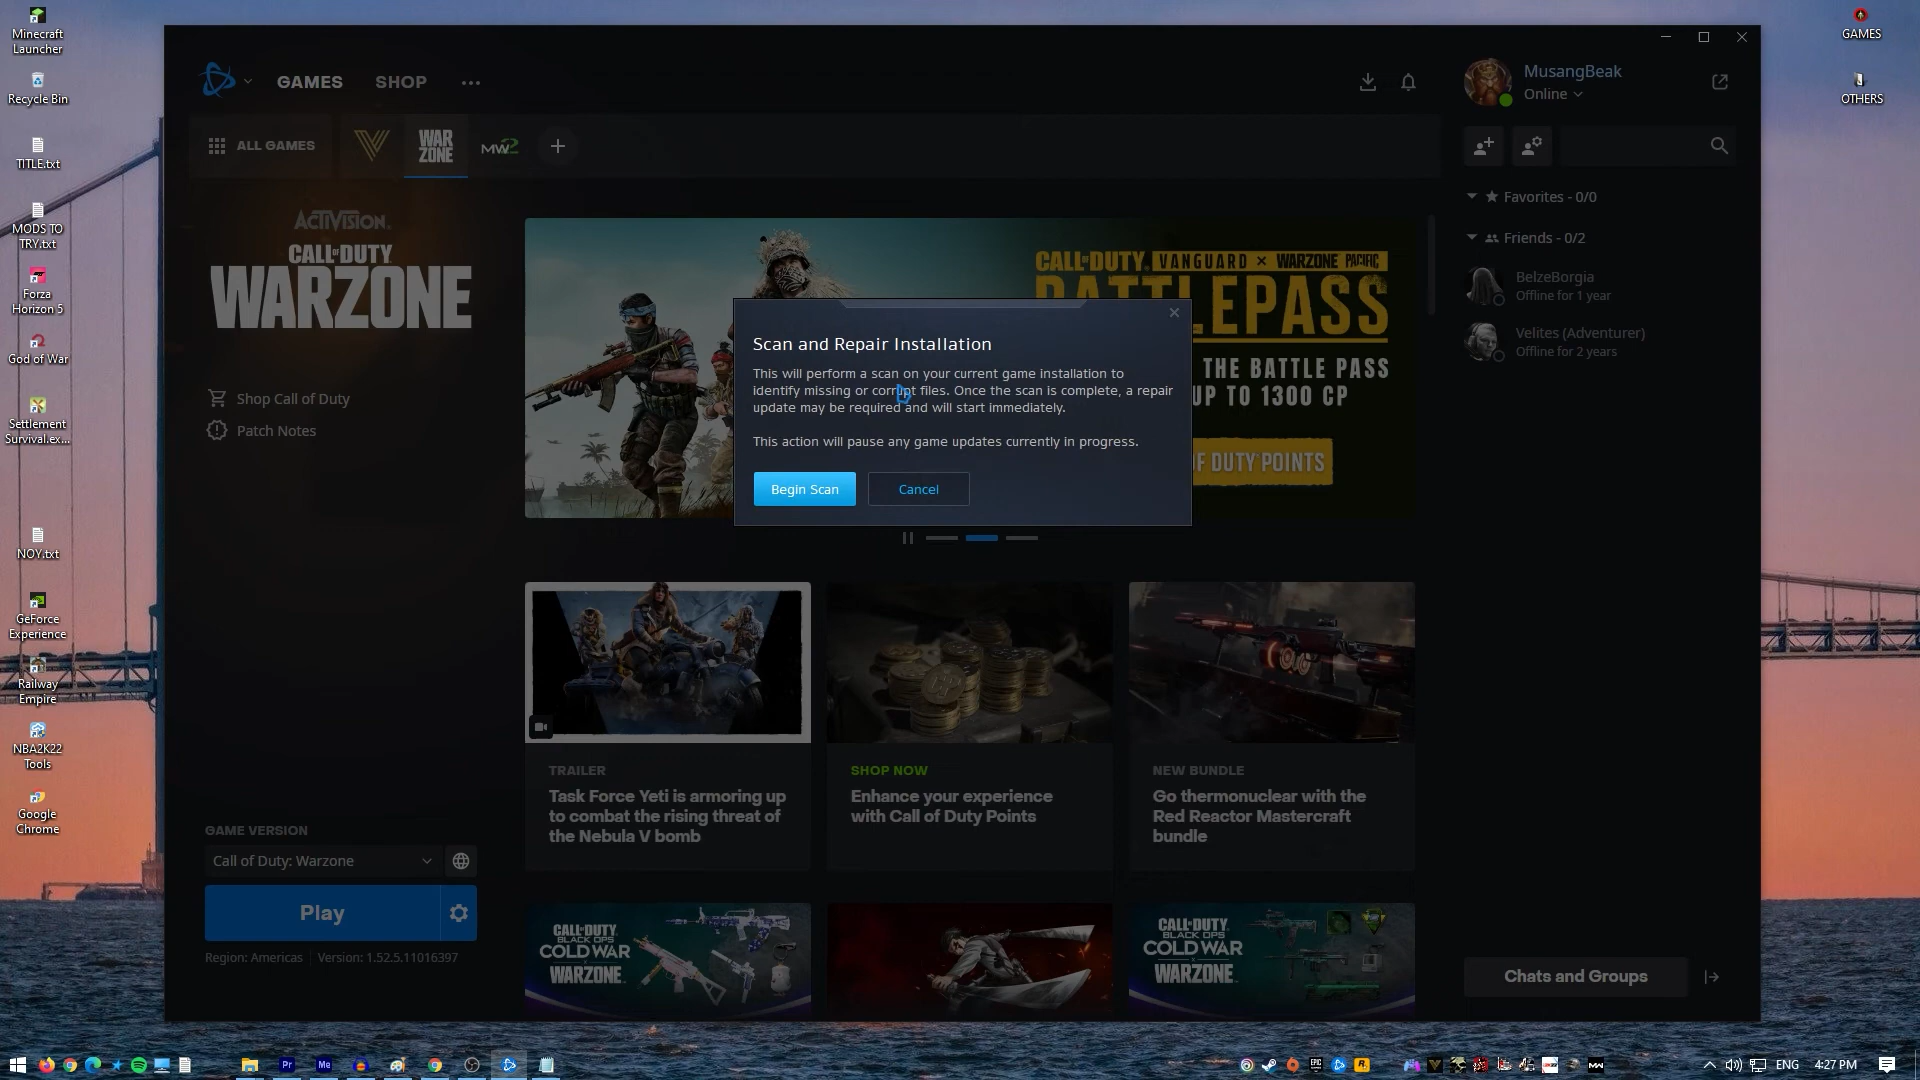 Minecraft
Launcher
Recycle Bin
TITLE.txt
MODS TO
TRY.txt
Forza
Horizon 5
God of War
Settlement
Survival.ex...
NOY.txt
GeForce
Experience
Railway
Empire
NBA2K22
Tools
Google
Chrome
GAMES
OTHERS
GAMES
SHOP
MusangBeak
Online
ALL GAMES
WAR
ZONE
MW2
Favorites - 0/0
Friends - 0/2
BelzeBorgia
Offline for 1 year
Velites (Adventurer)
Offline for 2 years
ACTIVISION
CALL OF DUTY
WARZONE
Shop Call of Duty
Patch Notes
CALL OF DUTY. VANGUARD × WARZONE PACIFIC
BATTLEPASS
THE BATTLE PASS
UP TO 1300 CP
OF DUTY POINTS
Scan and Repair Installation
This will perform a scan on your current game installation to
identify missing or corrupt files. Once the scan is complete, a repair
update may be required and will start immediately.
This action will pause any game updates currently in progress.
Begin Scan
Cancel
TRAILER
Task Force Yeti is armoring up
to combat the rising threat of
the Nebula V bomb
SHOP NOW
Enhance your experience
with Call of Duty Points
NEW BUNDLE
Go thermonuclear with the
Red Reactor Mastercraft
bundle
GAME VERSION
Call of Duty: Warzone
Play
Region: Americas
Version: 1.52.5.11016397
CALL OF DUTY
BLACK OPS
COLD WAR
WARZONE
CALL OF DUTY
BLACK OPS
COLD WAR
WARZONE
Chats and Groups
Pr
Me
EPIC
R
MW
ENG
4:27 PM